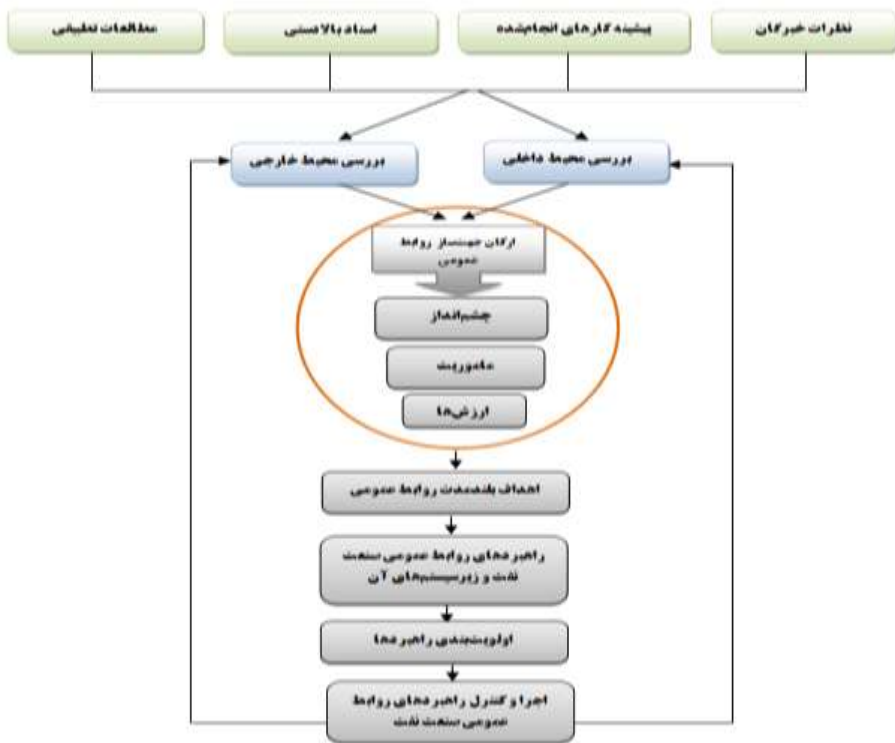 نظرات خبرگان
پیشینه کارهای انجام‌شده
اسناد بالادستی
مطالعات تطبیقی
بررسی محیط داخلی
بررسی محیط خارجی
ارکان جهت‌ساز روابط
عمومی
چشم‌انداز
ماموریت
ارزش‌ها
اهداف بلندمدت روابط عمومی
راهبردهای روابط عمومی صنعت
نفت و زیرسیستم‌های آن
اولویت‌بندی راهبردها
اجرا و کنترل راهبردهای روابط
عمومی صنعت نفت